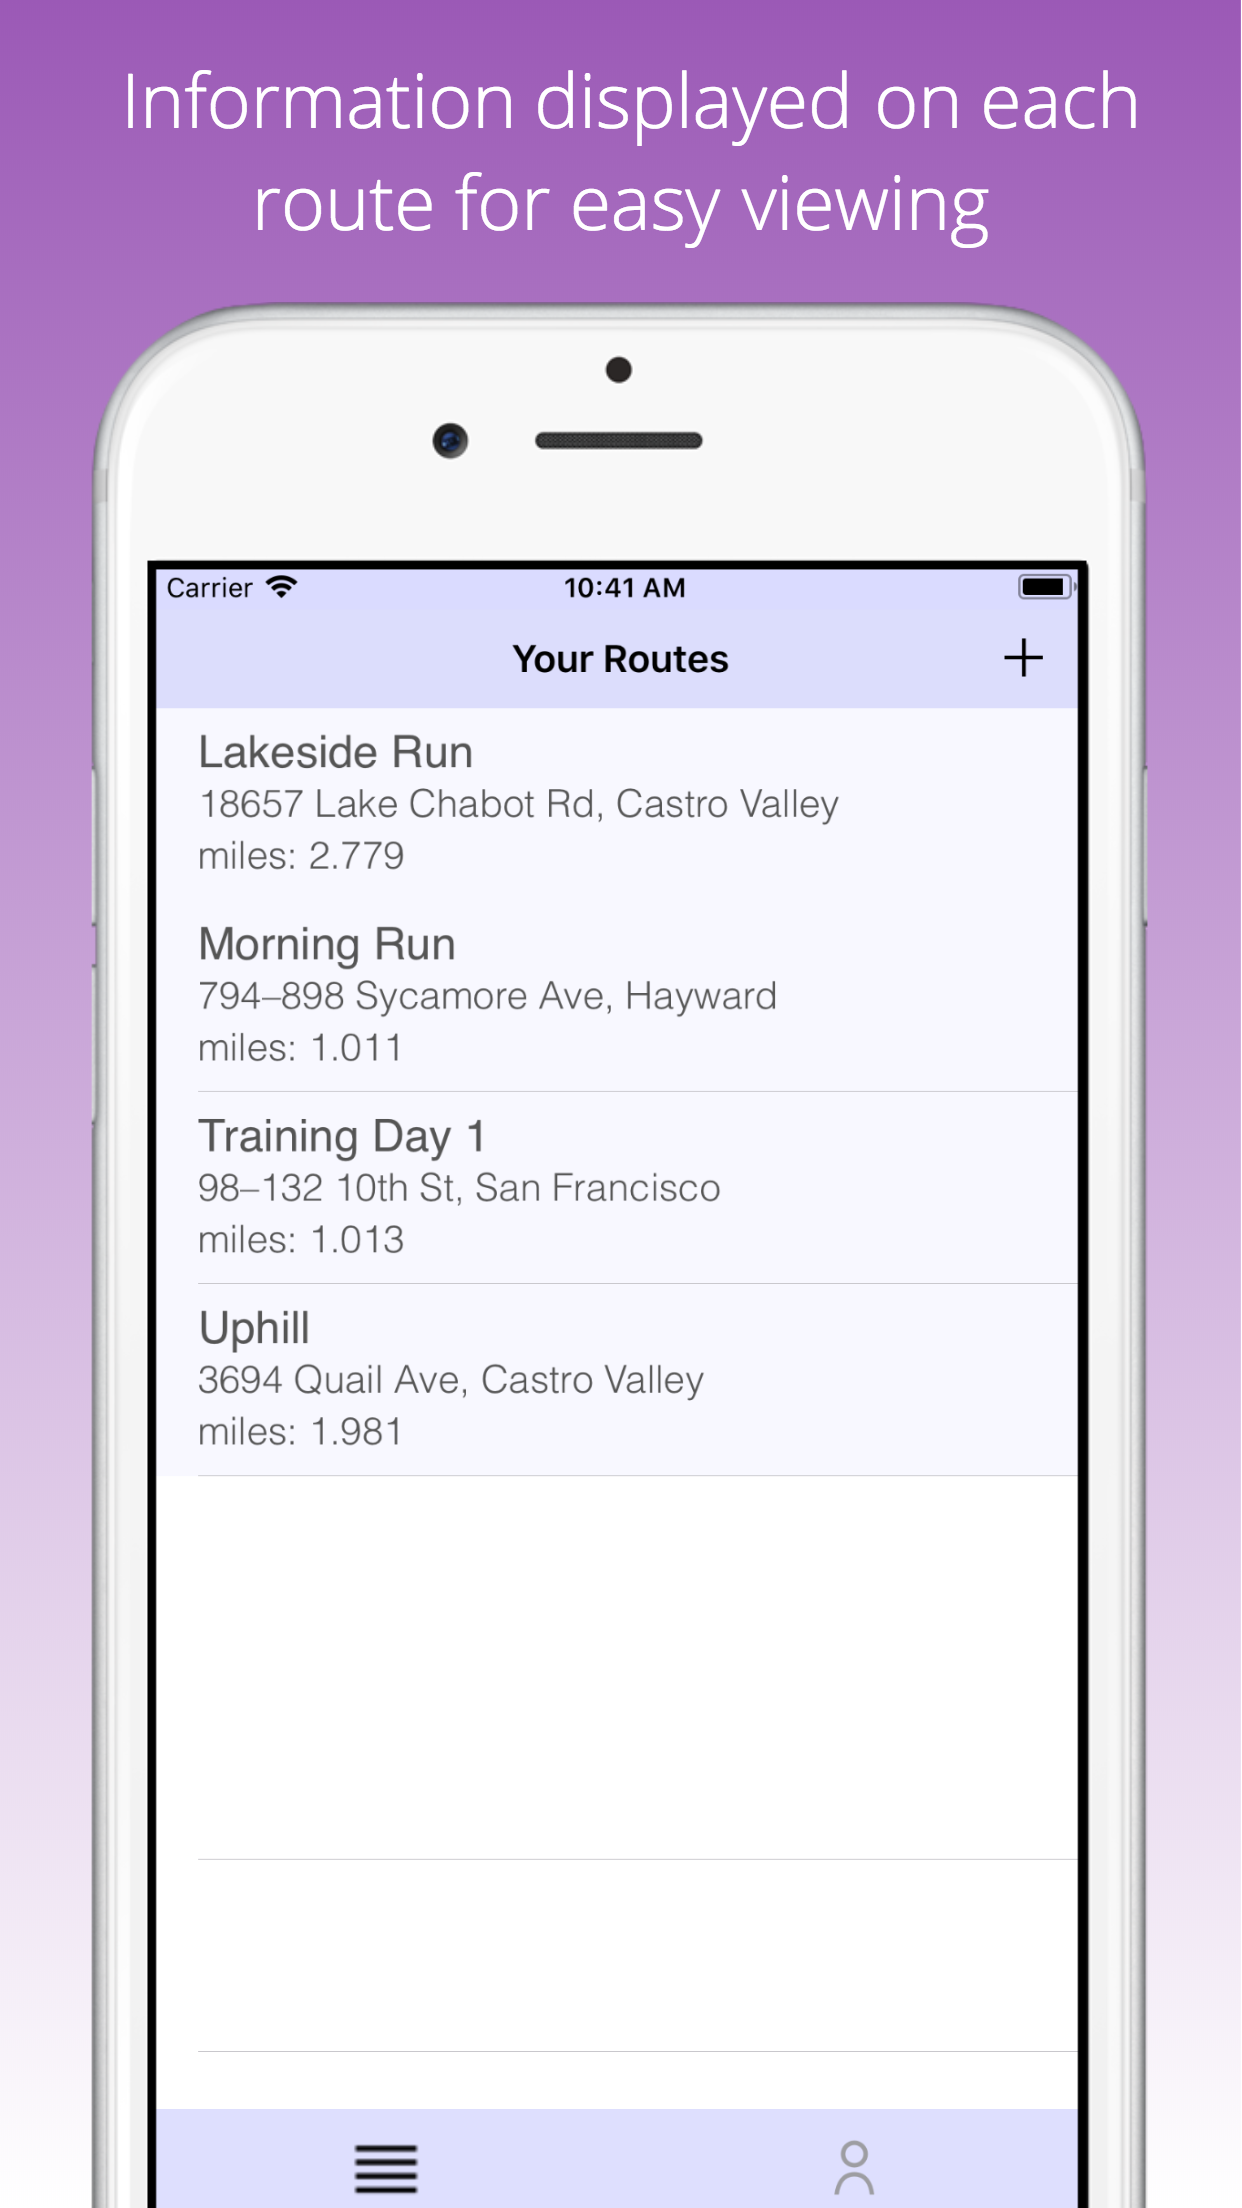 Information displayed on each
route for easy viewing
Carrier 10:41 AM
Your Routes +
Lakeside Run
18657 Lake Chabot Rd, Castro Valley
miles: 2.779
Morning Run
794–898 Sycamore Ave, Hayward
miles: 1.011
Training Day 1
98–132 10th St, San Francisco
miles: 1.013
Uphill
3694 Quail Ave, Castro Valley
miles: 1.981